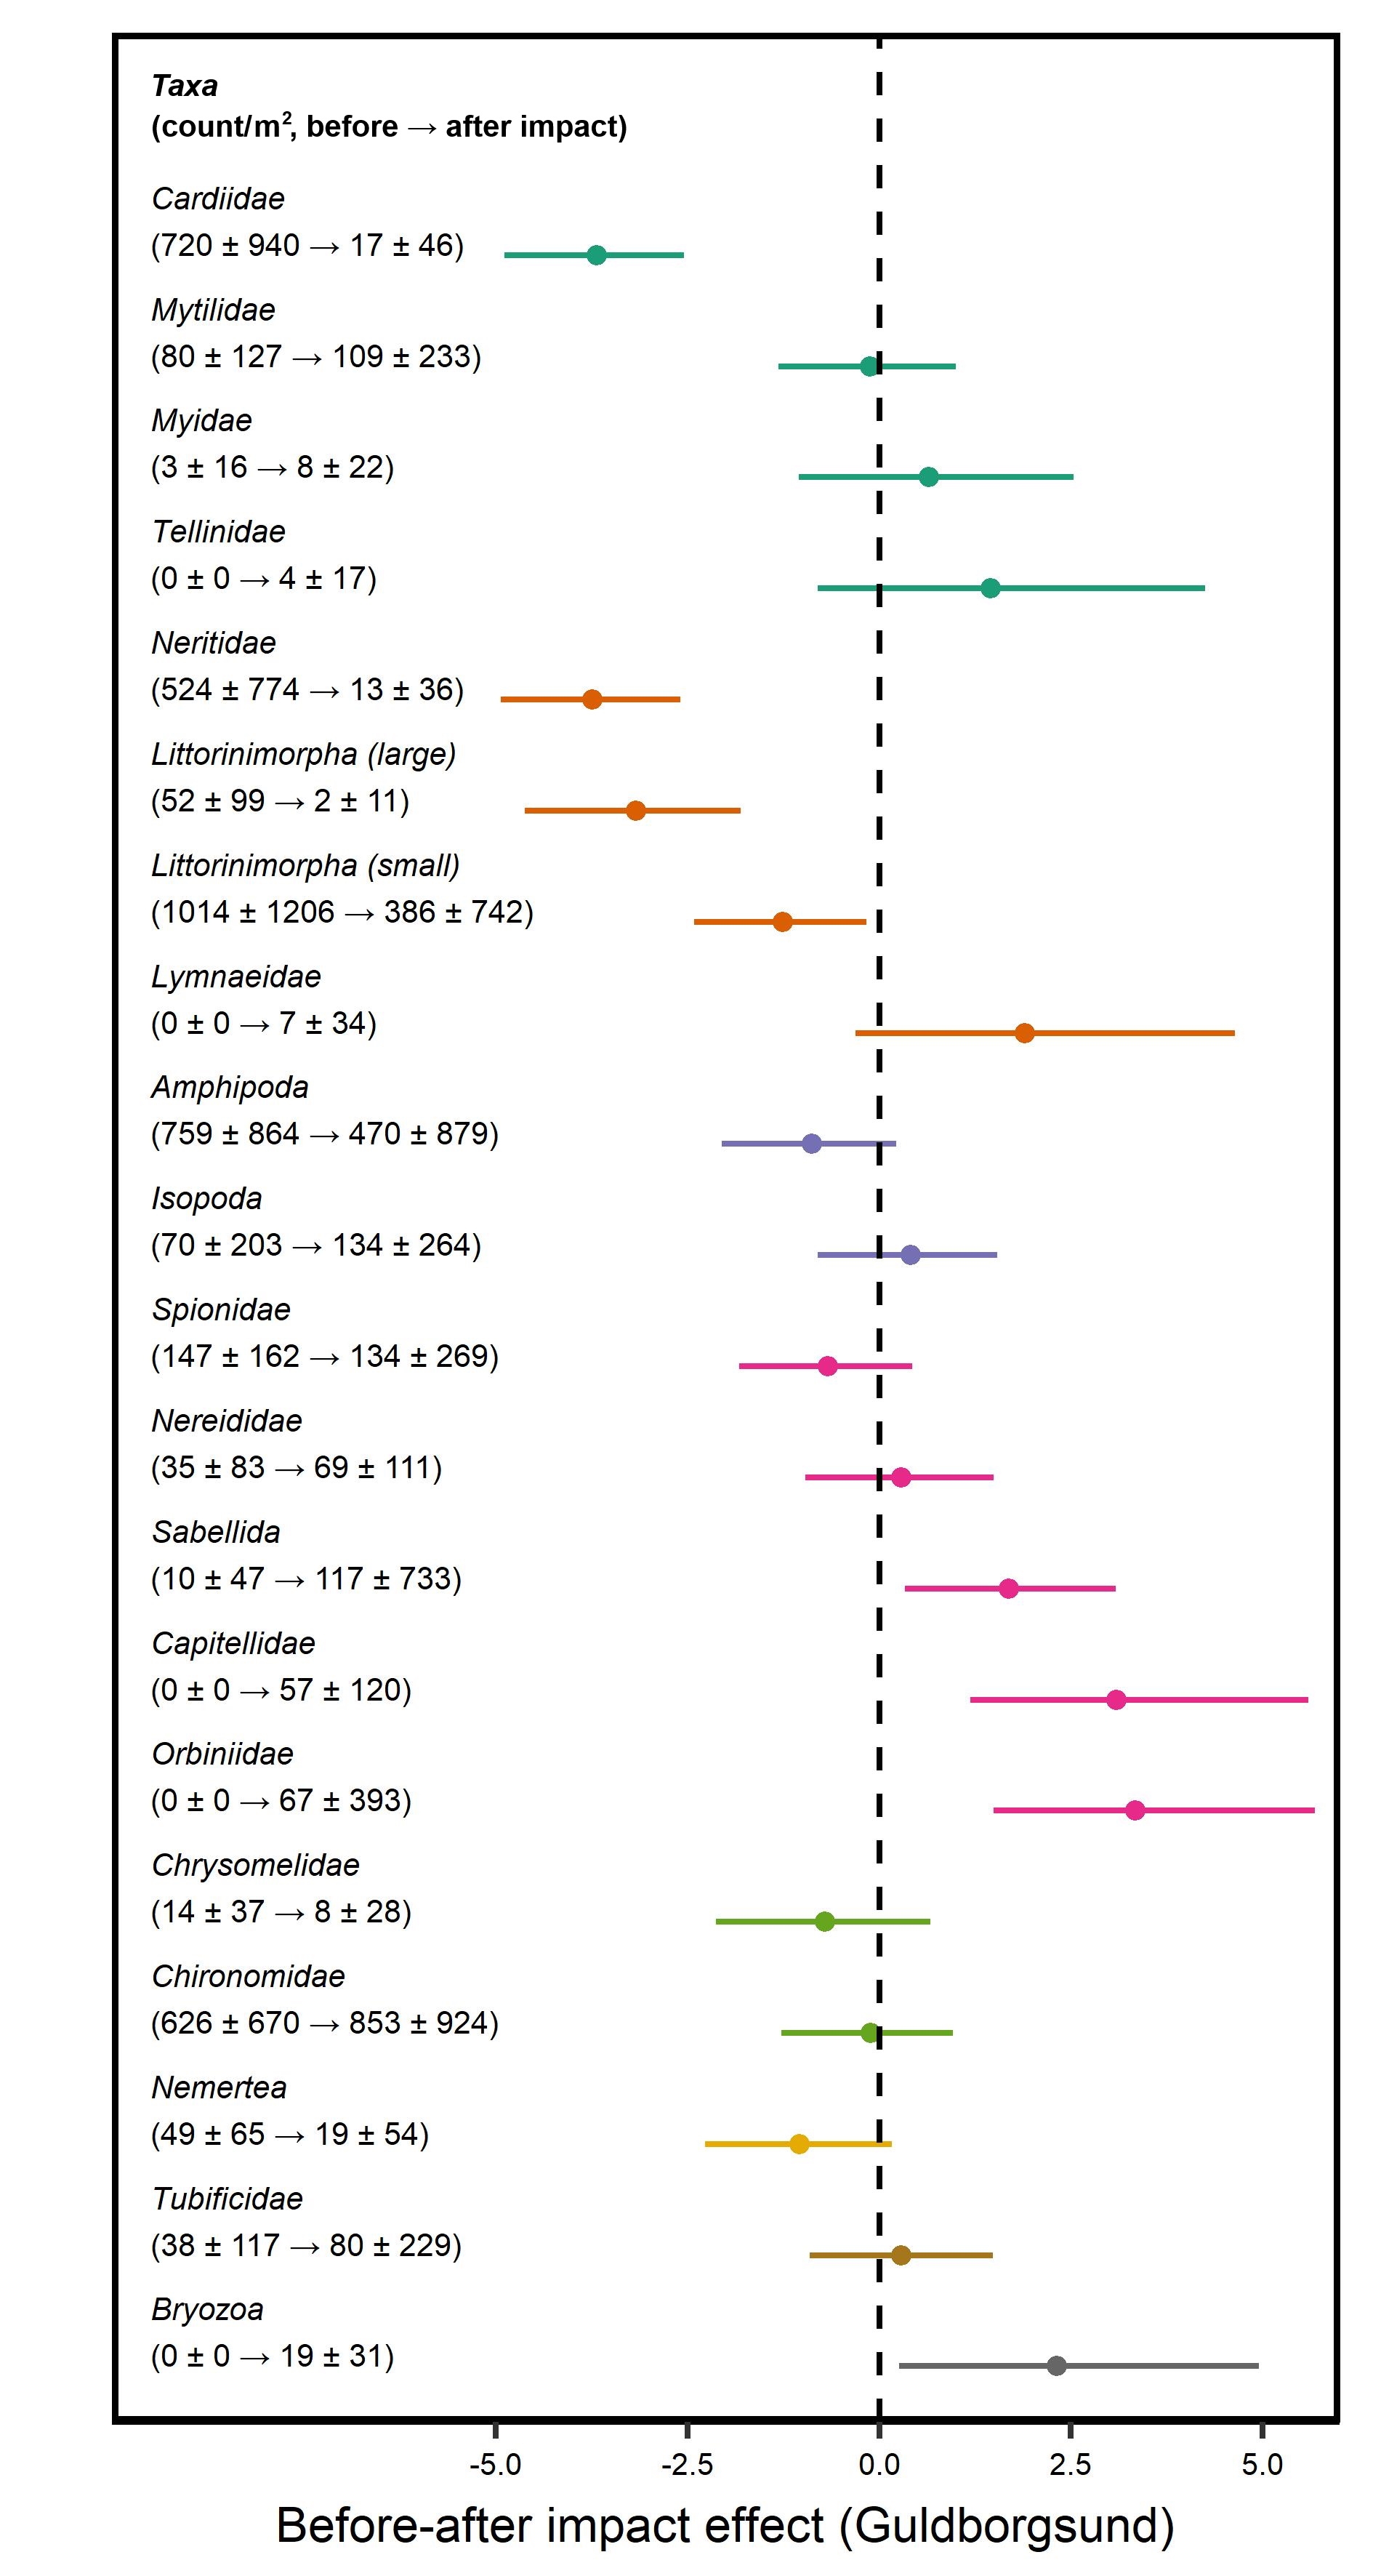 Taxa
(count/m², before → after impact)
Cardiidae
(720 ± 940 → 17 ± 46)
Mytilidae
(80 ± 127 → 109 ± 233)
Myidae
(3 ± 16 → 8 ± 22)
Tellinidae
(0 ± 0 → 4 ± 17)
Neritidae
(524 ± 774 → 13 ± 36)
Littorinimorpha (large)
(52 ± 99 → 2 ± 11)
Littorinimorpha (small)
(1014 ± 1206 → 386 ± 742)
Lymnaeidae
(0 ± 0 → 7 ± 34)
Amphipoda
(759 ± 864 → 470 ± 879)
Isopoda
(70 ± 203 → 134 ± 264)
Spionidae
(147 ± 162 → 134 ± 269)
Nereididae
(35 ± 83 → 69 ± 111)
Sabellida
(10 ± 47 → 117 ± 733)
Capitellidae
(0 ± 0 → 57 ± 120)
Orbiniidae
(0 ± 0 → 67 ± 393)
Chrysomelidae
(14 ± 37 → 8 ± 28)
Chironomidae
(626 ± 670 → 853 ± 924)
Nemertea
(49 ± 65 → 19 ± 54)
Tubificidae
(38 ± 117 → 80 ± 229)
Bryozoa
(0 ± 0 → 19 ± 31)
-5.0 -2.5 0.0 2.5 5.0
Before-after impact effect (Guldborgsund)